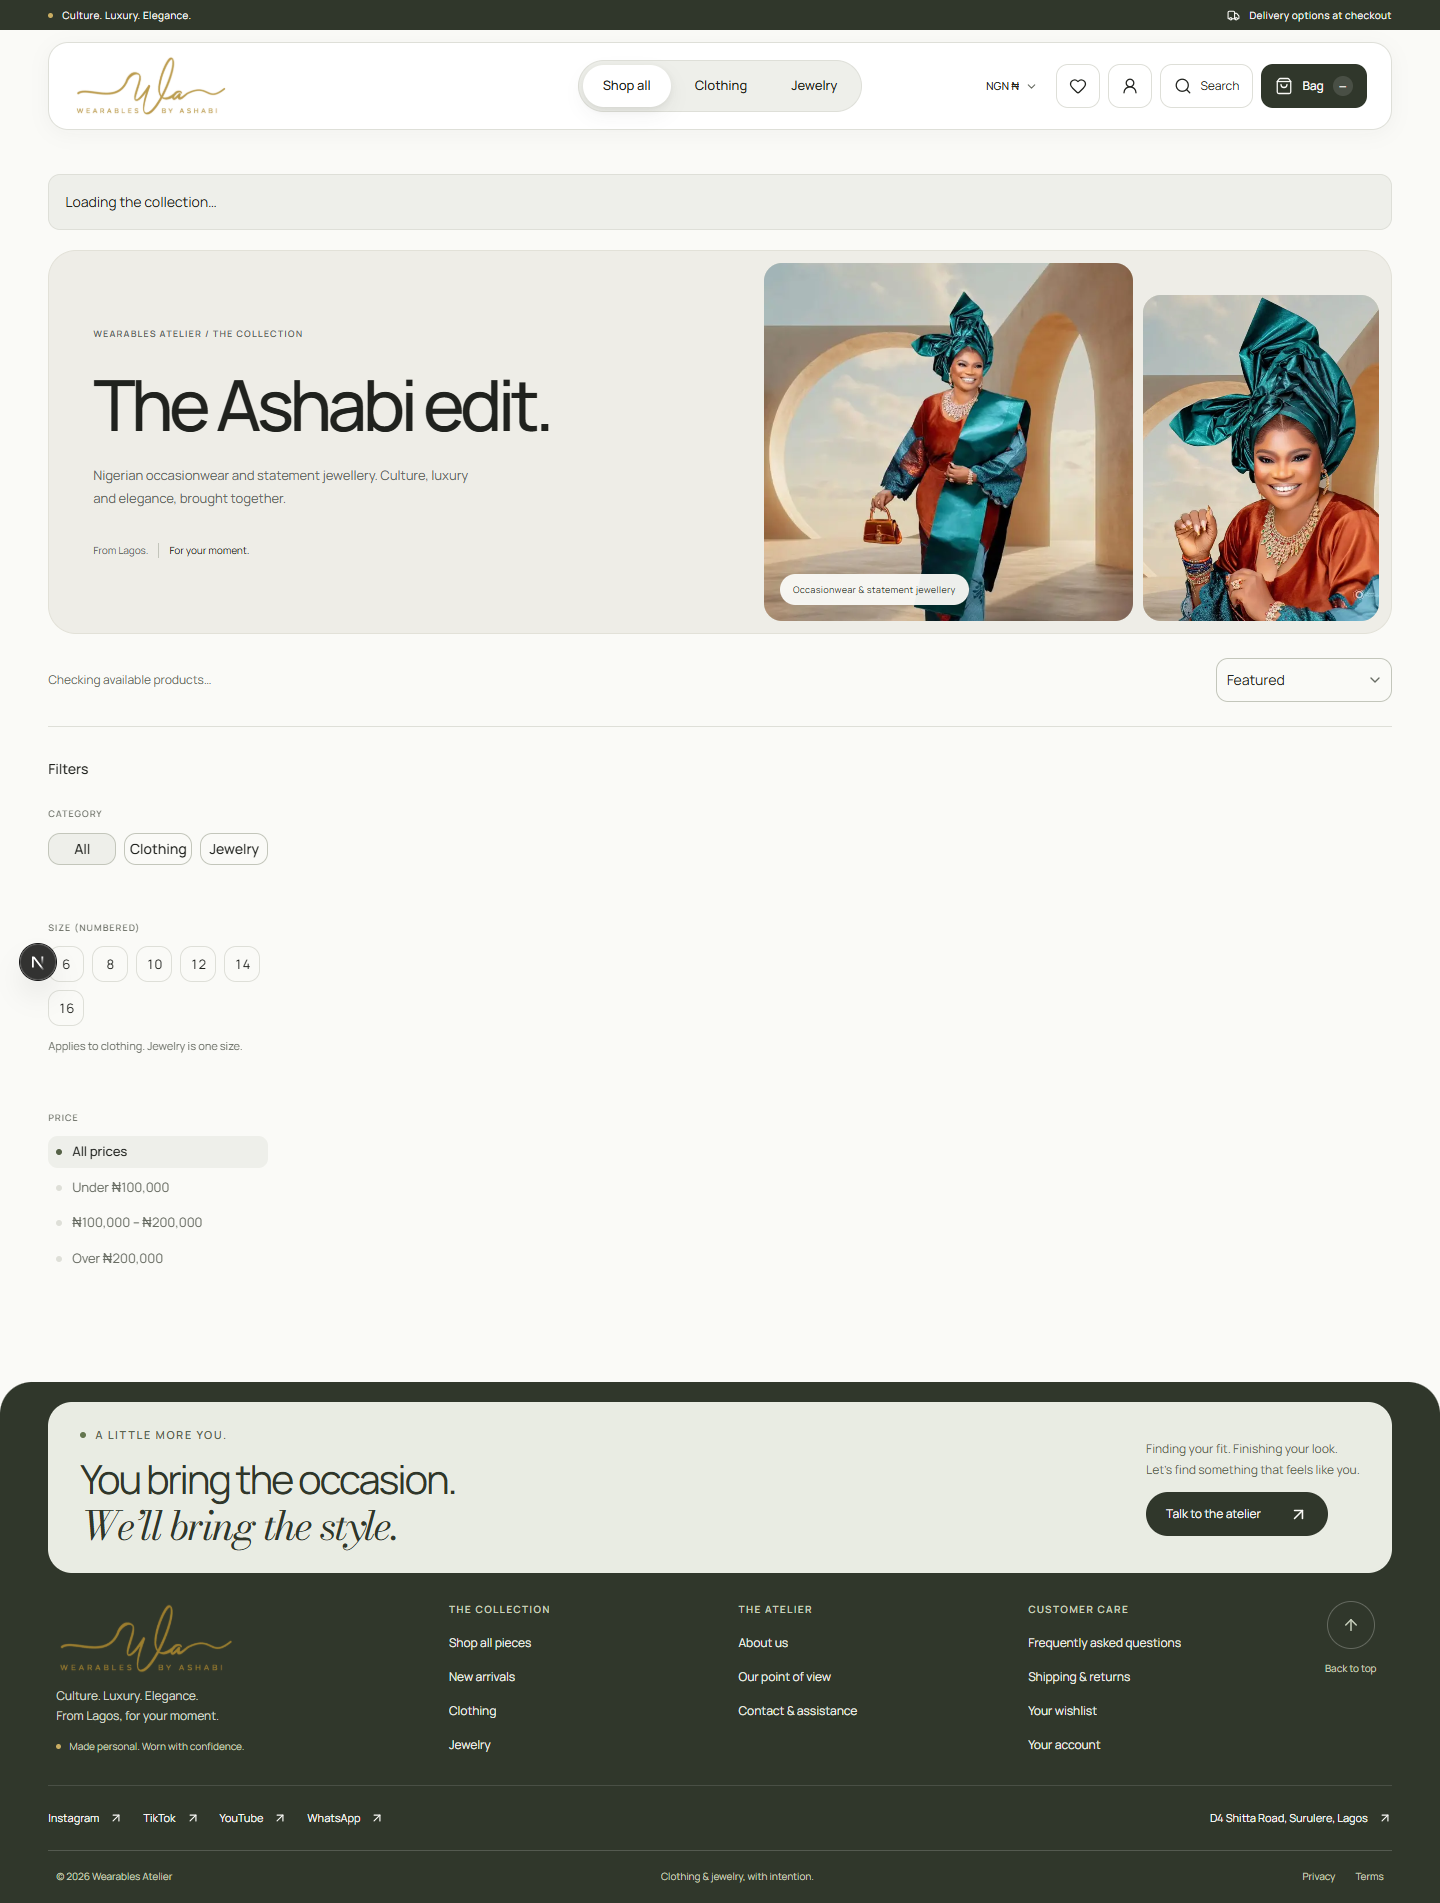 Culture. Luxury. Elegance.
Delivery options at checkout
Wla
WEARABLES BY ASHABI
Shop all
Clothing
Jewelry
NGN ₦
Search
Bag
–
Loading the collection…
WEARABLES ATELIER / THE COLLECTION
The Ashabi edit.
Nigerian occasionwear and statement jewellery. Culture, luxury
and elegance, brought together.
From Lagos.
For your moment.
Occasionwear & statement jewellery
Checking available products…
Featured
Filters
CATEGORY
All
Clothing
Jewelry
SIZE (NUMBERED)
N
6
8
10
12
14
16
Applies to clothing. Jewelry is one size.
PRICE
All prices
Under ₦100,000
₦100,000 – ₦200,000
Over ₦200,000
A LITTLE MORE YOU.
You bring the occasion.
We’ll bring the style.
Finding your fit. Finishing your look.
Let’s find something that feels like you.
Talk to the atelier
Wla
WEARABLES BY ASHABI
Culture. Luxury. Elegance.
From Lagos, for your moment.
Made personal. Worn with confidence.
THE COLLECTION
Shop all pieces
New arrivals
Clothing
Jewelry
THE ATELIER
About us
Our point of view
Contact & assistance
CUSTOMER CARE
Frequently asked questions
Shipping & returns
Your wishlist
Your account
Back to top
Instagram
TikTok
YouTube
WhatsApp
D4 Shitta Road, Surulere, Lagos
© 2026 Wearables Atelier
Clothing & jewelry, with intention.
Privacy
Terms